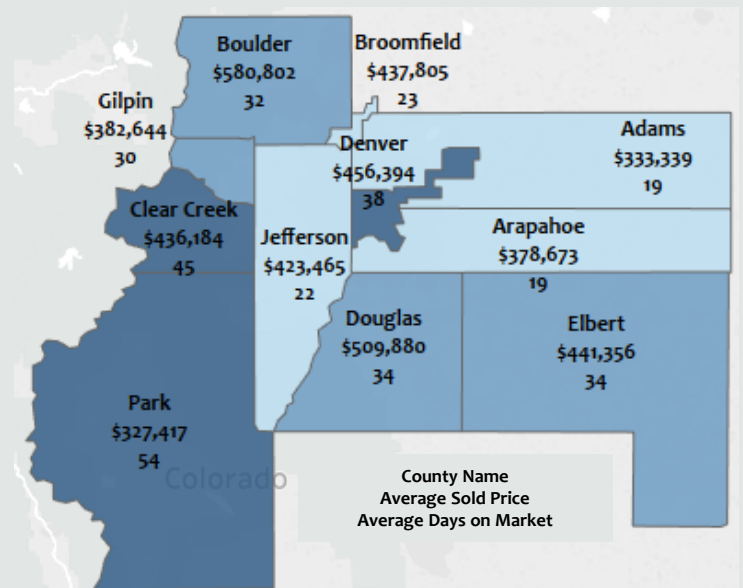 Boulder
$580,802
32
Broomfield
$437,805
23
Gilpin
$382,644
30
Denver
$456,394
38
Adams
$333,339
19
Clear Creek
$436,184
45
Jefferson
$423,465
22
Arapahoe
$378,673
19
Douglas
$509,880
34
Elbert
$441,356
34
Park
$327,417
54
Colorado
County Name
Average Sold Price
Average Days on Market